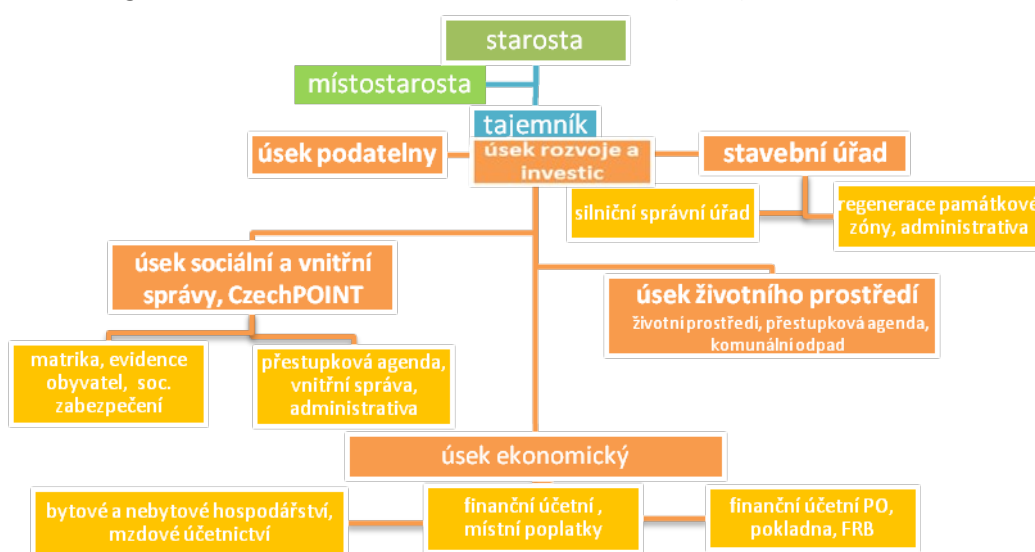 starosta
místostarosta
tajemník
úsek podatelny
úsek rozvoje a
investic
stavební úřad
silniční správní úřad
regenerace památkové
zóny, administrativa
úsek sociální a vnitřní
správy, CzechPOINT
úsek životního prostředí
životní prostředi, přestupková agenda,
komunální odpad
matrika, evidence
obyvatel, soc.
zabezpečení
přestupková agenda,
vnitřní správa,
administrativa
úsek ekonomický
bytové a nebytové hospodářství,
mzdové účetnictví
finanční účetní ,
místní poplatky
finanční účetní PO,
pokladna, FRB